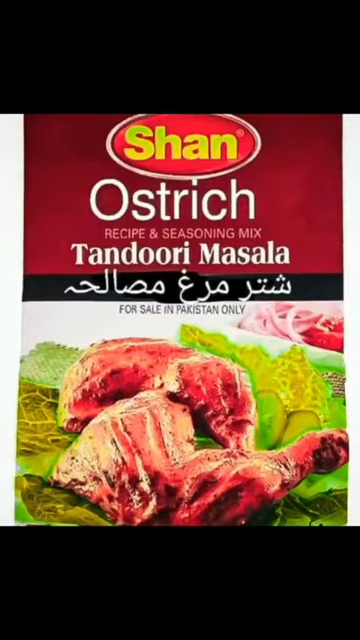 Shan®
Ostrich
RECIPE & SEASONING MIX
Tandoori Masala
شتر مرغ مصالحہ
FOR SALE IN PAKISTAN ONLY